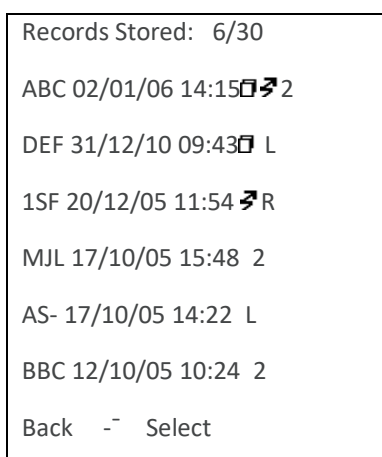 Records Stored: 6/30
ABC 02/01/06 14:15 2
DEF 31/12/10 09:43 L
1SF 20/12/05 11:54 R
MJL 17/10/05 15:48 2
AS- 17/10/05 14:22 L
BBC 12/10/05 10:24 2
Back -¯ Select